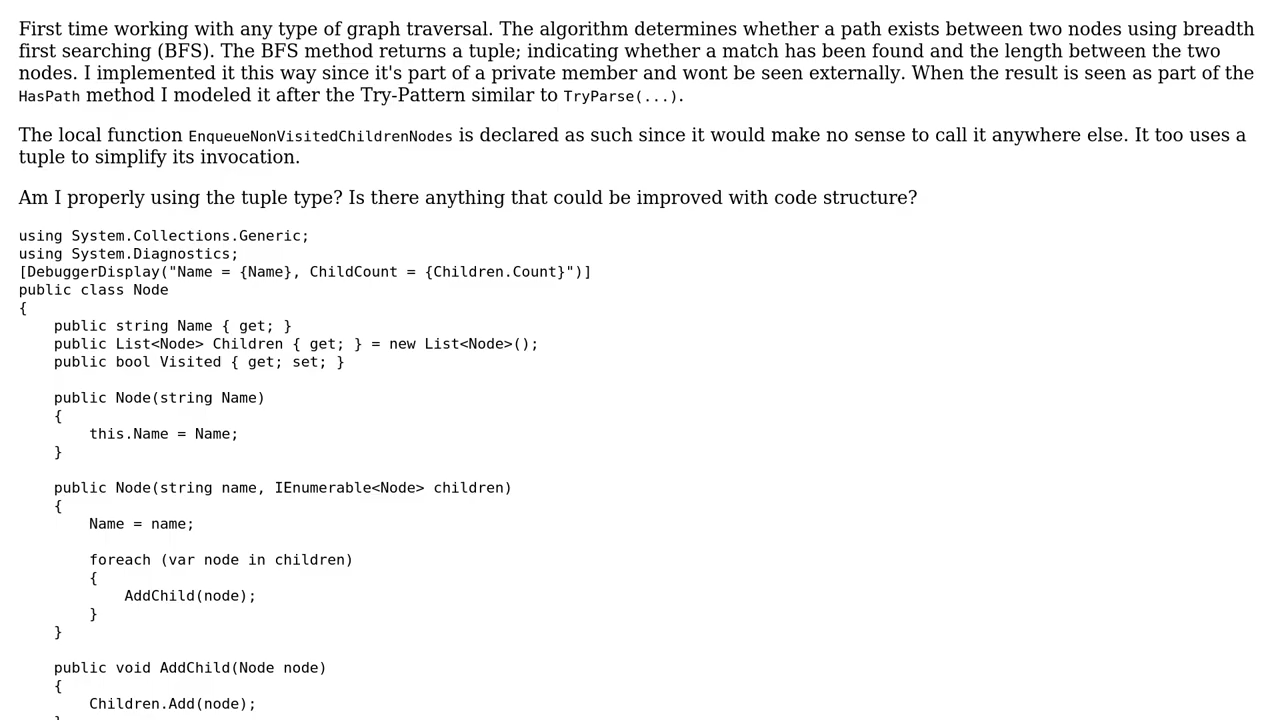 First time working with any type of graph traversal. The algorithm determines whether a path exists between two nodes using breadth
first searching (BFS). The BFS method returns a tuple; indicating whether a match has been found and the length between the two
nodes. I implemented it this way since it's part of a private member and wont be seen externally. When the result is seen as part of the
HasPath method I modeled it after the Try-Pattern similar to TryParse(...).
The local function EnqueueNonVisitedChildrenNodes is declared as such since it would make no sense to call it anywhere else. It too uses a
tuple to simplify its invocation.
Am I properly using the tuple type? Is there anything that could be improved with code structure?
using System.Collections.Generic;
using System.Diagnostics;
[DebuggerDisplay("Name = {Name}, ChildCount = {Children.Count}")]
public class Node
{
    public string Name { get; }
    public List<Node> Children { get; } = new List<Node>();
    public bool Visited { get; set; }
    public Node(string Name)
    {
        this.Name = Name;
    }
    public Node(string name, IEnumerable<Node> children)
    {
        Name = name;
        foreach (var node in children)
        {
            AddChild(node);
        }
    }
    public void AddChild(Node node)
    {
        Children.Add(node);